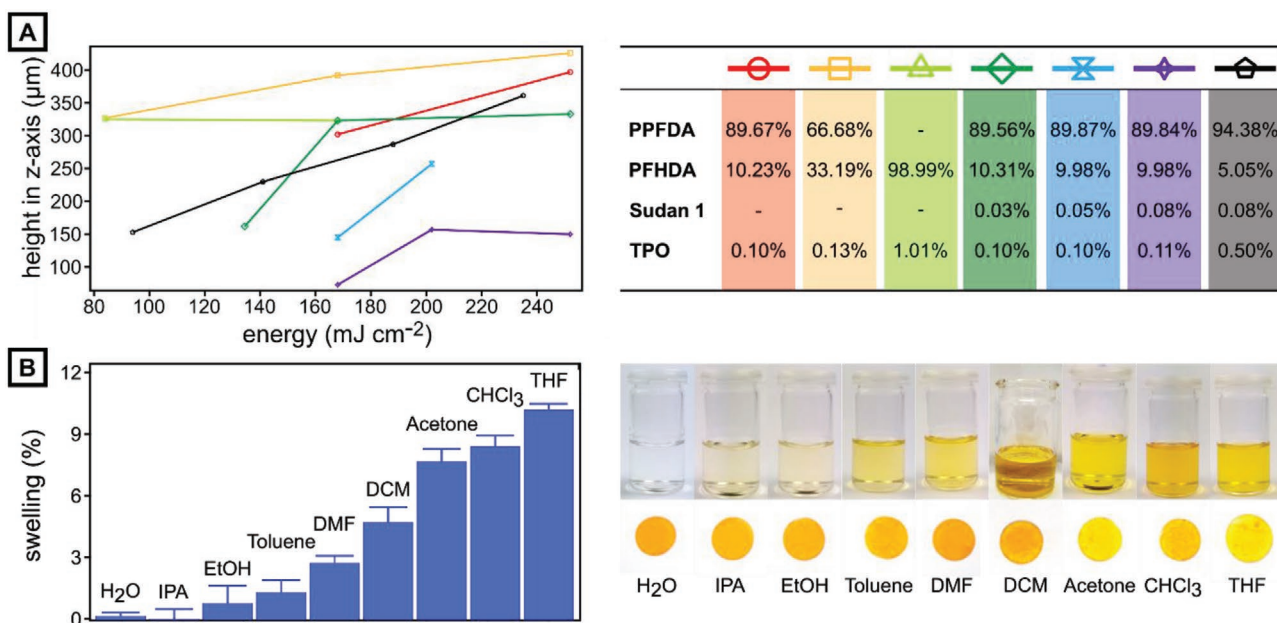 A
height in z-axis (µm)
400
350
300
250
200
150
100
80 100 120 140 160 180 200 220 240
energy (mJ cm⁻²)
PPFDA 89.67% 66.68% - 89.56% 89.87% 89.84% 94.38%
PFHDA 10.23% 33.19% 98.99% 10.31% 9.98% 9.98% 5.05%
Sudan 1 - - - 0.03% 0.05% 0.08% 0.08%
TPO 0.10% 0.13% 1.01% 0.10% 0.10% 0.11% 0.50%
B
swelling (%)
12
9
6
3
0
H₂O
IPA
EtOH
Toluene
DMF
DCM
Acetone
CHCl₃
THF
H₂O IPA EtOH Toluene DMF DCM Acetone CHCl₃ THF